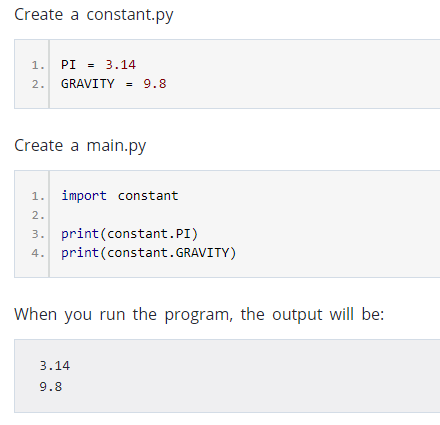 Create a constant.py
1. PI = 3.14
2. GRAVITY = 9.8
Create a main.py
1. import constant
2.
3. print(constant.PI)
4. print(constant.GRAVITY)
When you run the program, the output will be:
3.14
9.8